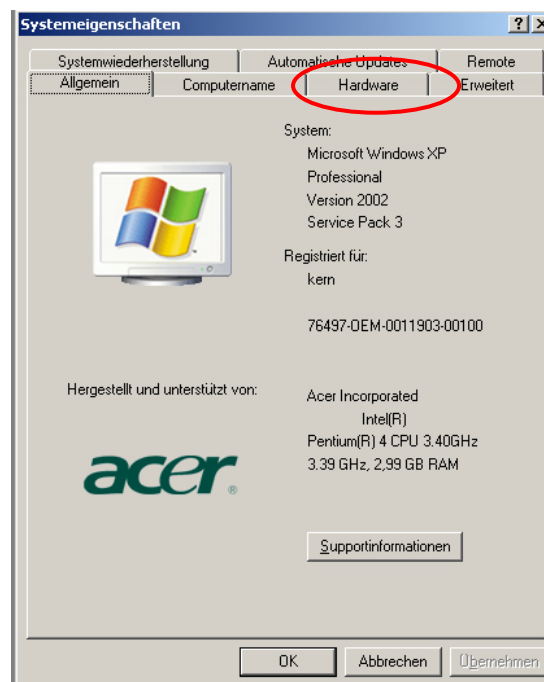 Systemeigenschaften
Systemwiederherstellung Automatische Updates Remote
Allgemein Computername Hardware Erweitert
System:
Microsoft Windows XP
Professional
Version 2002
Service Pack 3
Registriert für:
kern
76497-OEM-0011903-00100
Hergestellt und unterstützt von:
acer
Acer Incorporated
Intel(R)
Pentium(R) 4 CPU 3.40GHz
3.39 GHz, 2,99 GB RAM
Supportinformationen
OK Abbrechen Übernehmen